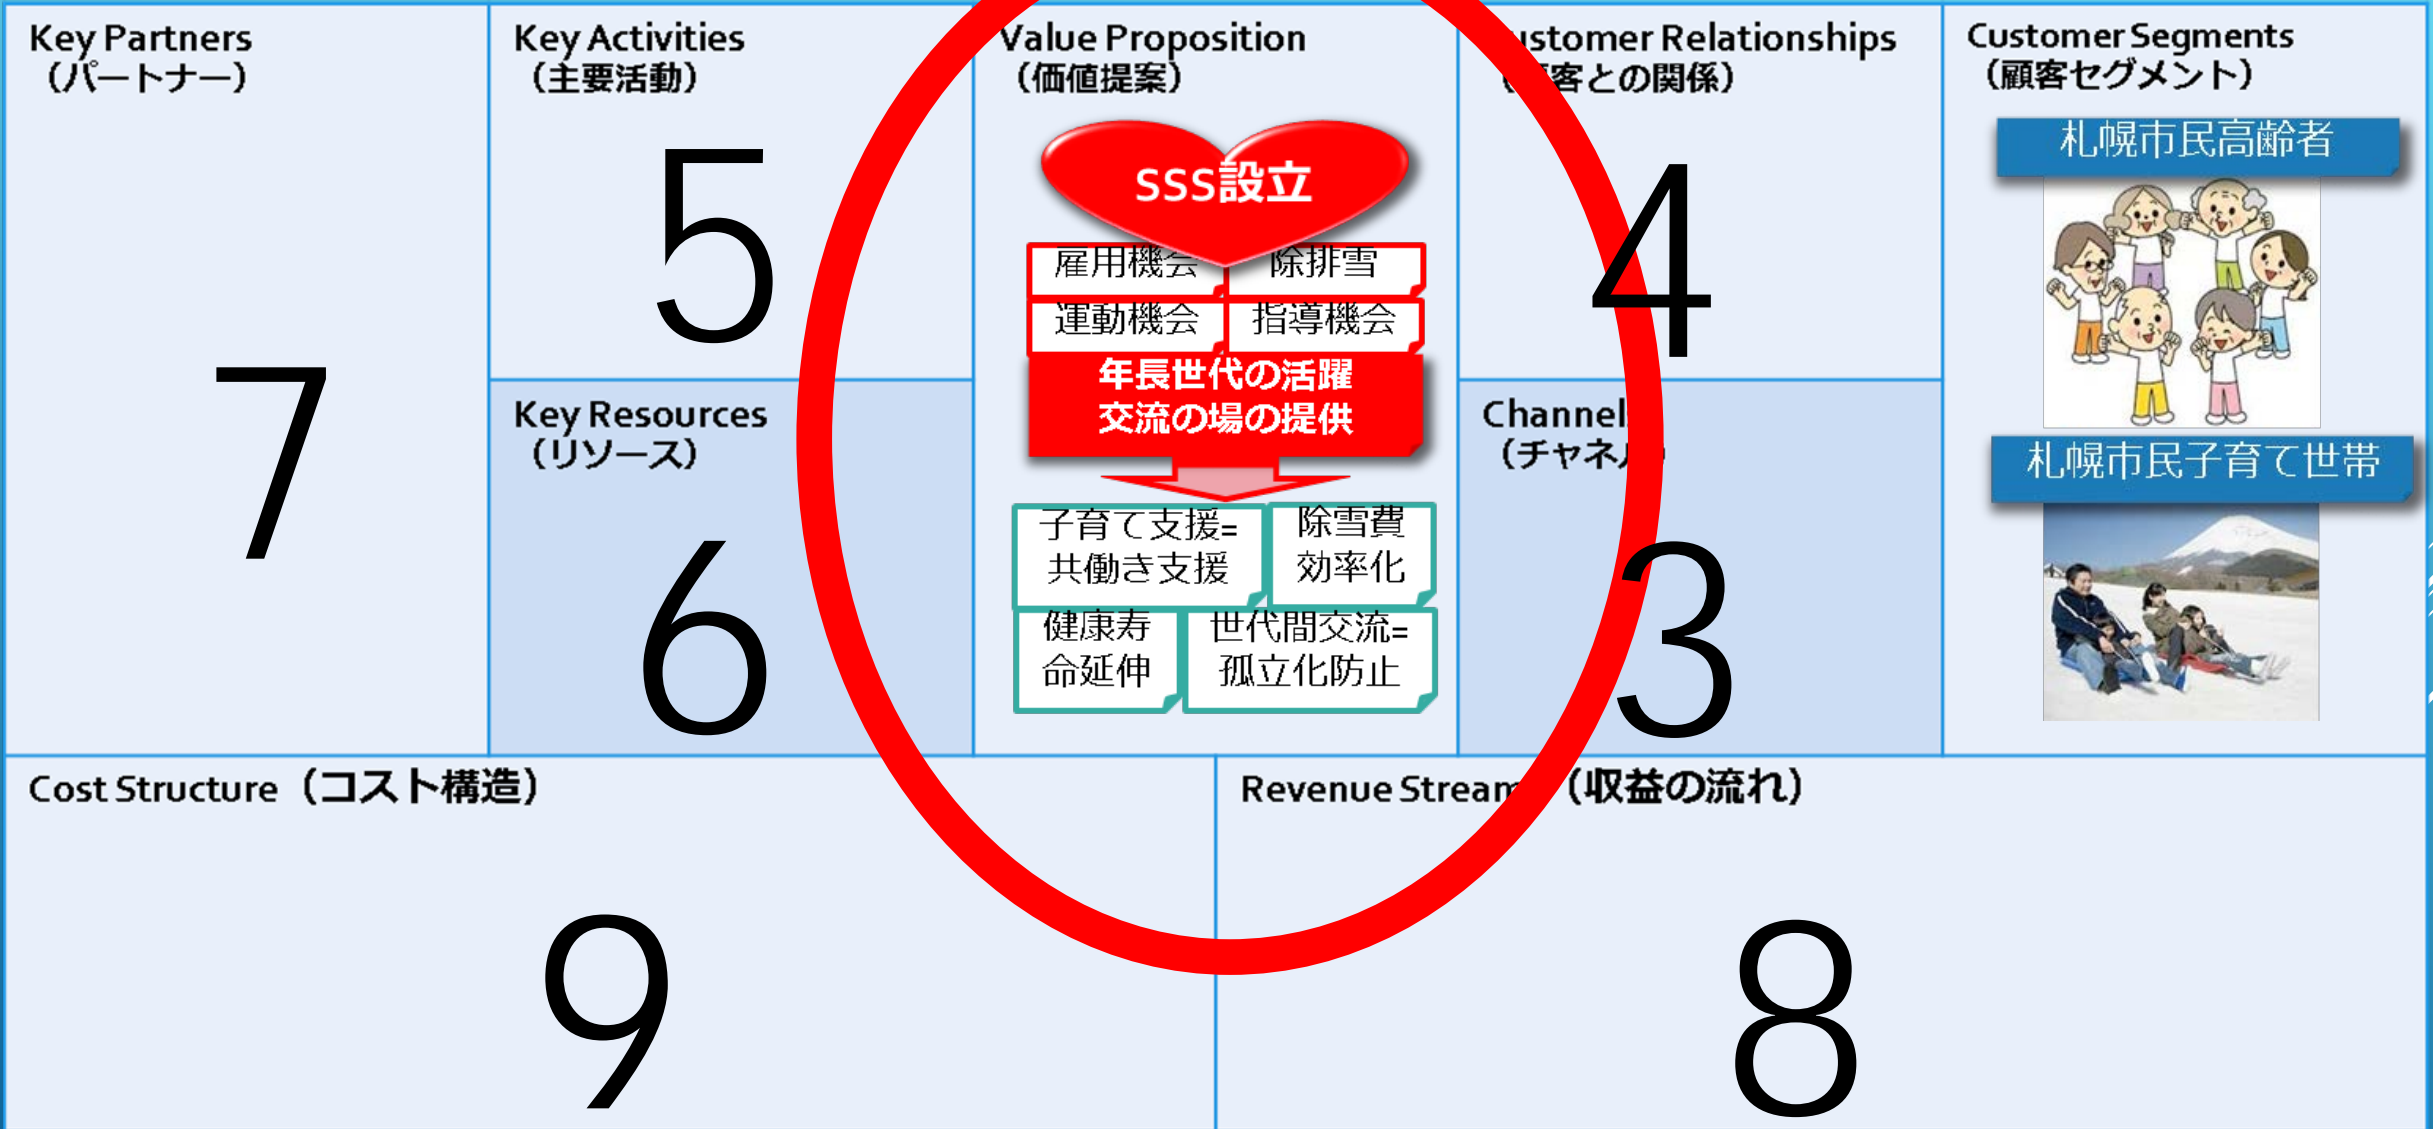 Key Partners
（パートナー）
7
Key Activities
（主要活動）
5
Key Resources
（リソース）
6
Value Proposition
（価値提案）
SSS設立
雇用機会
除排雪
運動機会
指導機会
年長世代の活躍
交流の場の提供
子育て支援=
共働き支援
除雪費
効率化
健康寿
命延伸
世代間交流=
孤立化防止
Customer Relationships
（顧客との関係）
4
Channels
（チャネル）
3
Customer Segments
（顧客セグメント）
札幌市民高齢者
札幌市民子育て世帯
Cost Structure（コスト構造）
9
Revenue Streams（収益の流れ）
8